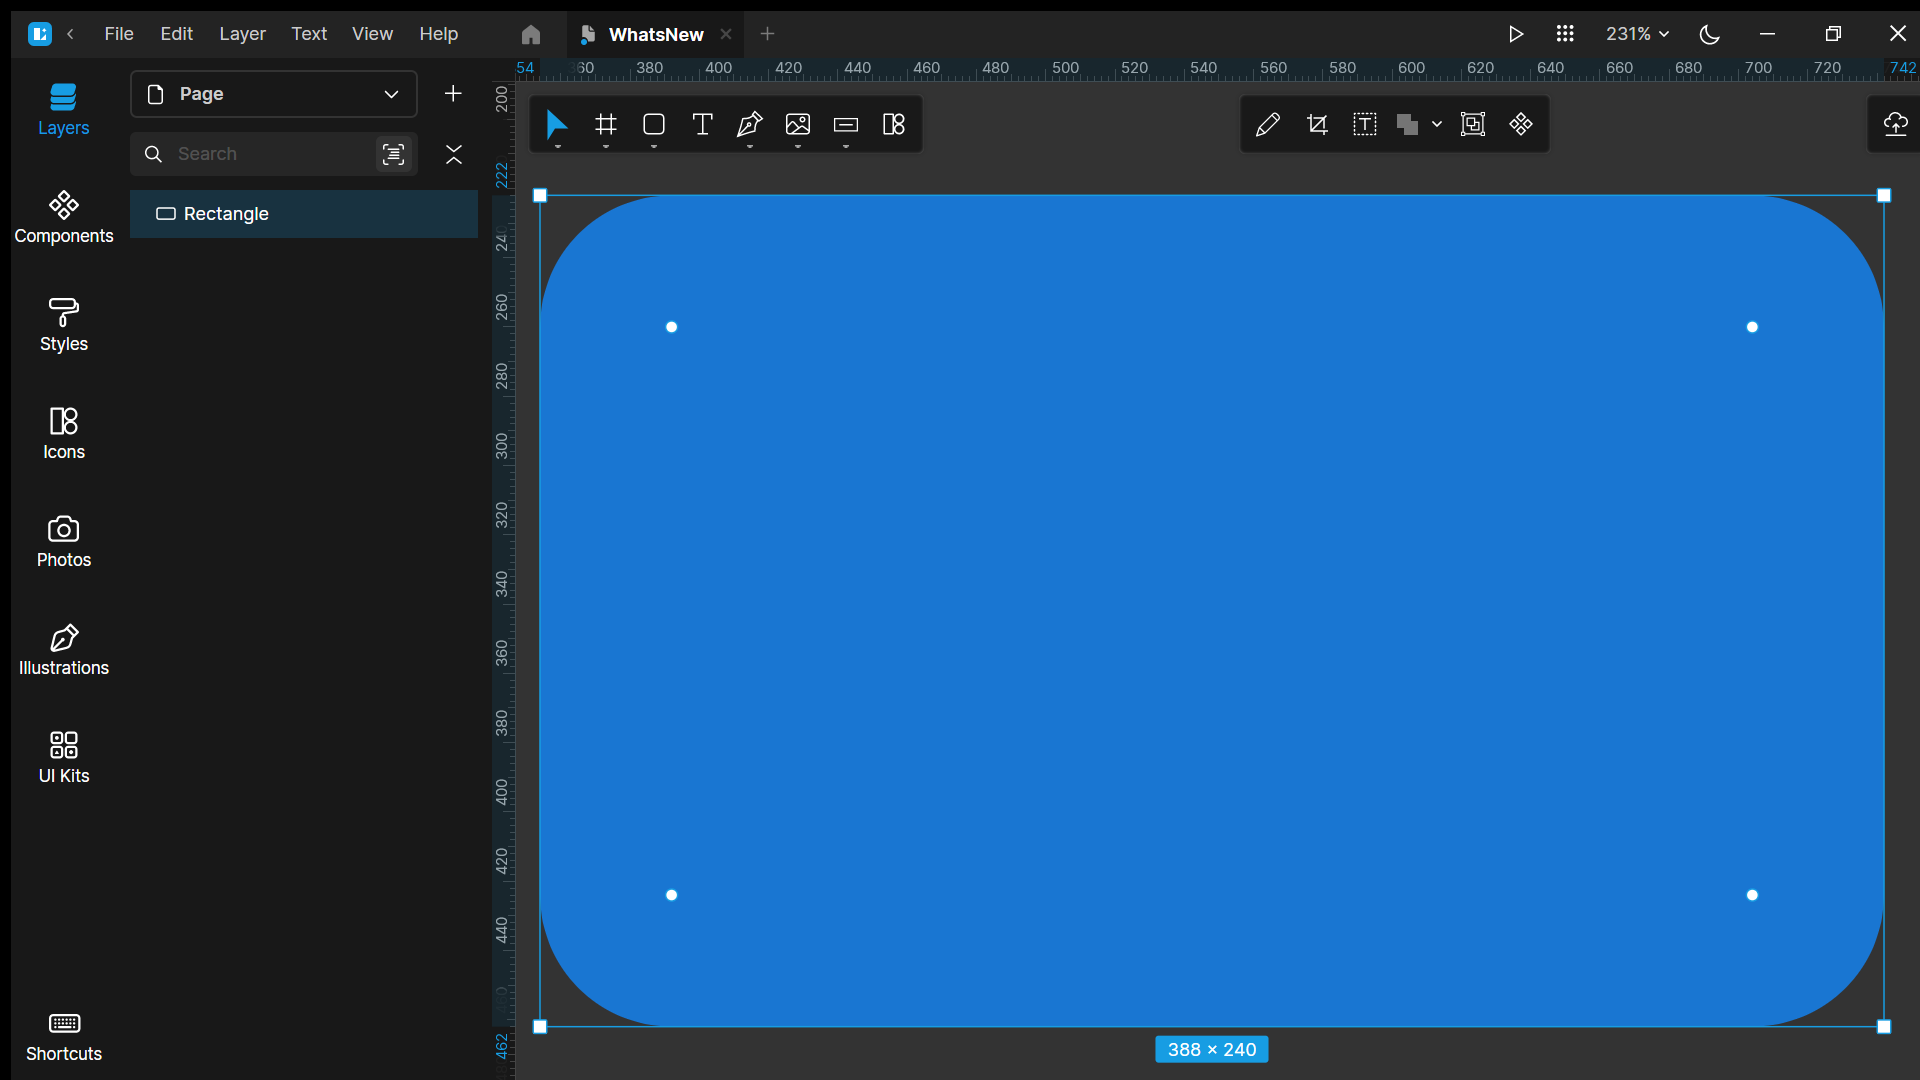 File Edit Layer Text View Help WhatsNew 231%
54 360 380 400 420 440 460 480 500 520 540 560 580 600 620 640 660 680 700 720 742
Layers
Page
Search
Rectangle
Components
Styles
Icons
Photos
Illustrations
UI Kits
Shortcuts
200
222
240
260
280
300
320
340
360
380
400
420
440
462
388 × 240